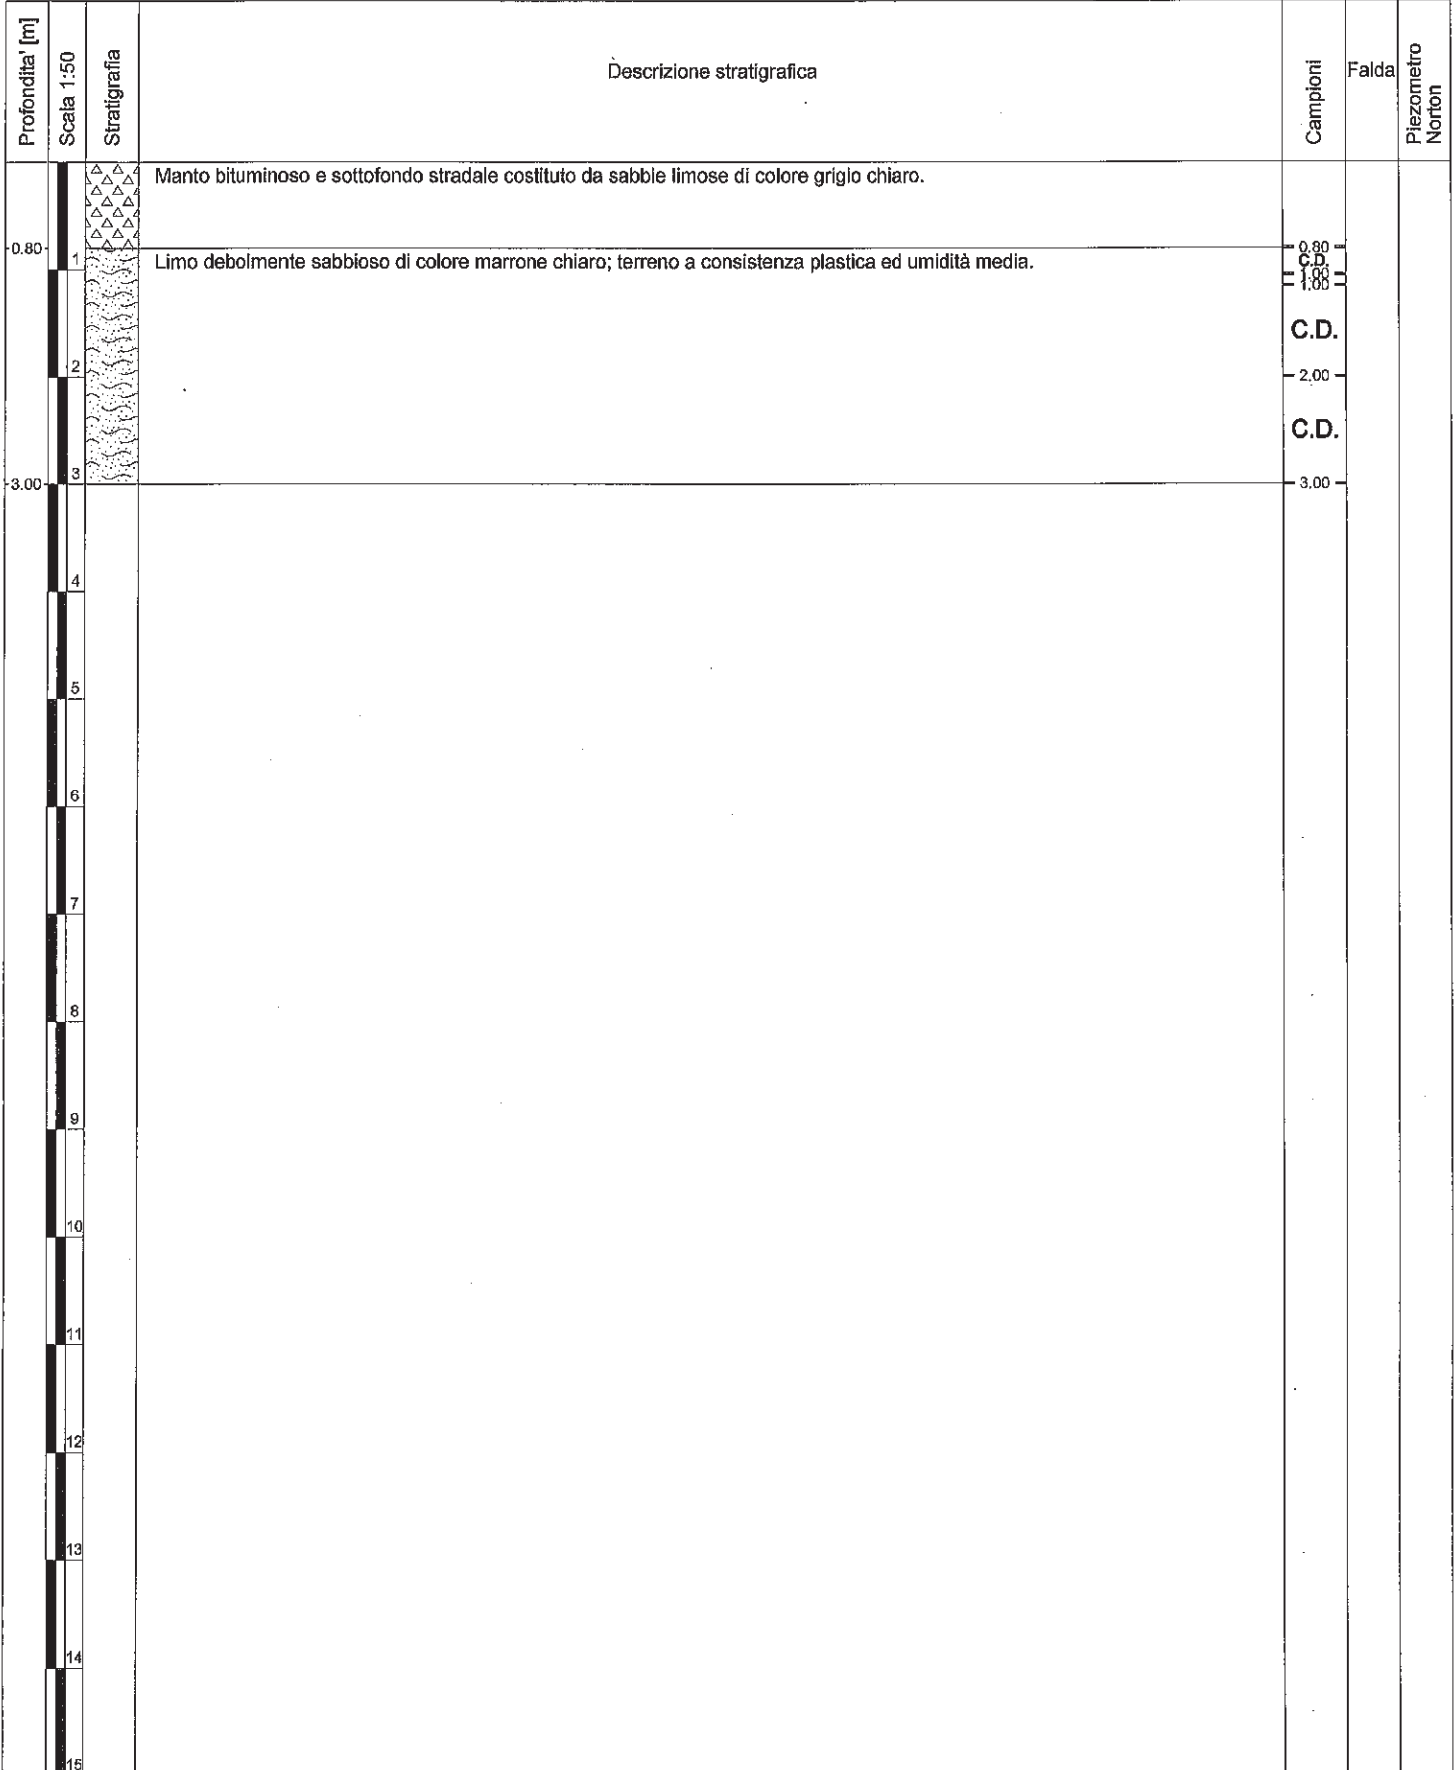 Profondita' [m]
Scala 1:50
Stratigrafia
Descrizione stratigrafica
Campioni
Falda
Piezometro
Norton
Manto bituminoso e sottofondo stradale costituto da sabbie limose di colore grigio chiaro.
0.80
0.80
1
Limo debolmente sabbioso di colore marrone chiaro; terreno a consistenza plastica ed umidità media.
C.D.
1.00
1.00
C.D.
2
2.00
C.D.
3
3.00
3.00
4
5
6
7
8
9
10
11
12
13
14
15